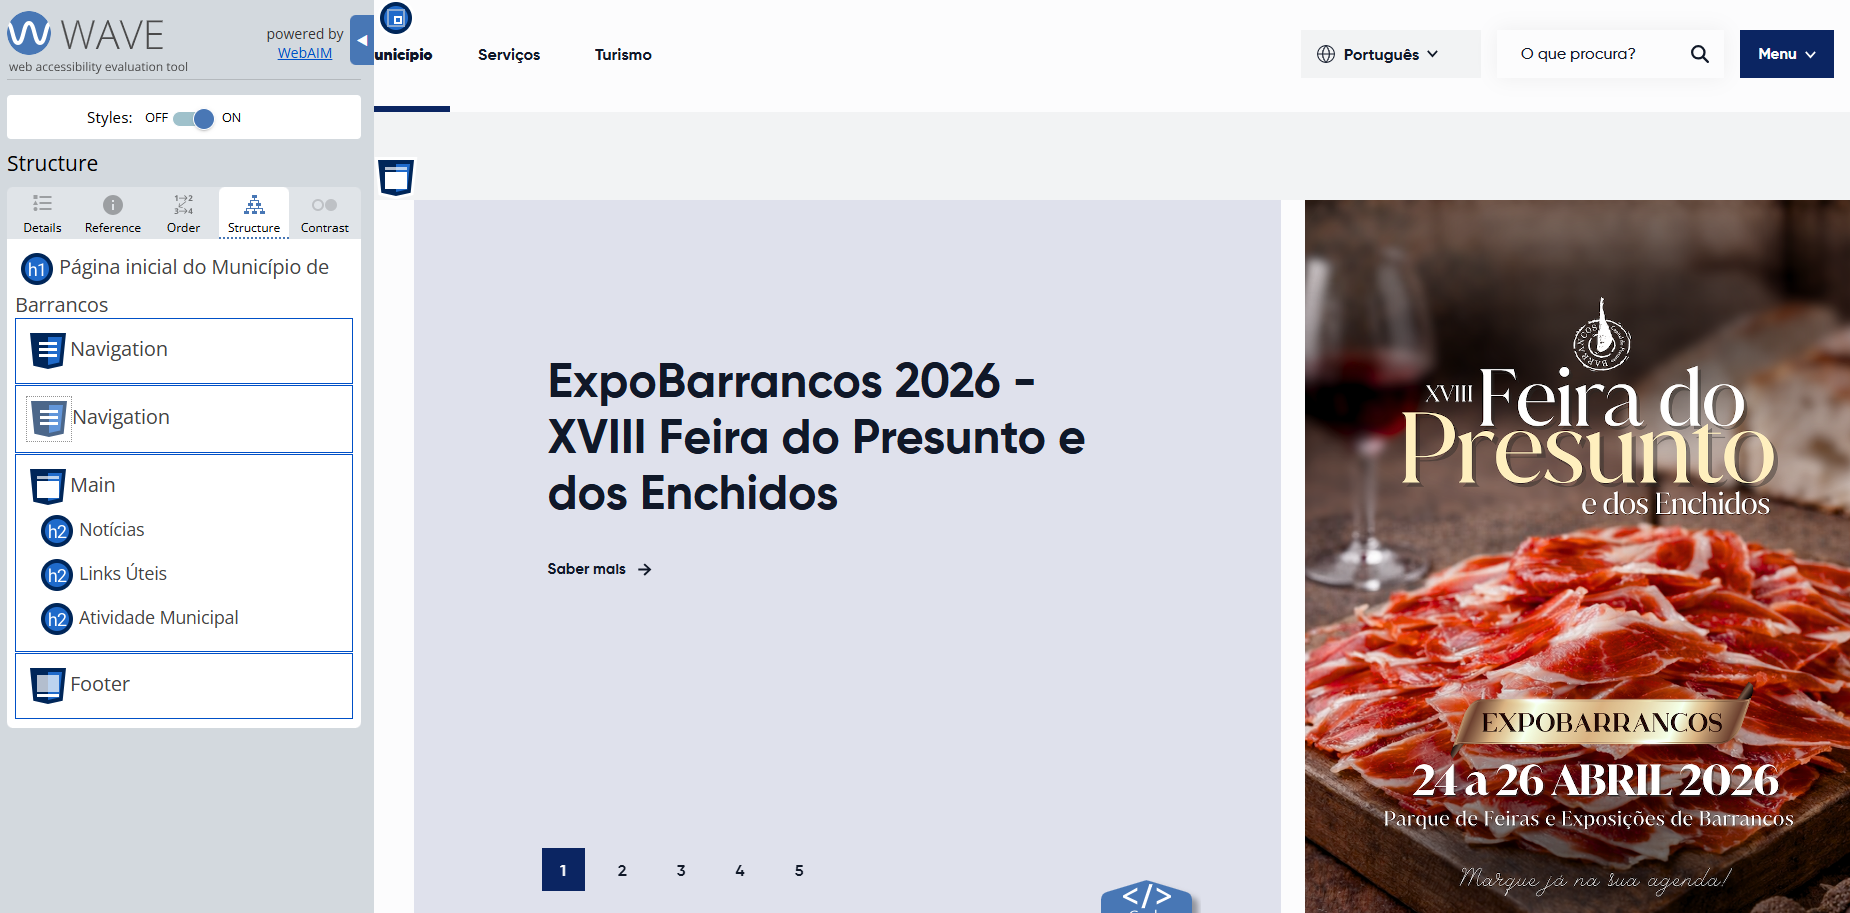 WAVE
powered by
WebAIM
web accessibility evaluation tool
Styles: OFF ON
Structure
Details
Reference
Order
Structure
Contrast
h1 Página inicial do Município de
Barrancos
Navigation
Navigation
Main
h2 Notícias
h2 Links Úteis
h2 Atividade Municipal
Footer
unicípio
Serviços
Turismo
Português
O que procura?
Menu
ExpoBarrancos 2026 -
XVIII Feira do Presunto e
dos Enchidos
Saber mais
1 2 3 4 5
</>
BARRANCOS
XVIII Feira do
Presunto
e dos Enchidos
EXPOBARRANCOS
24 a 26 ABRIL 2026
Parque de Feiras e Exposições de Barrancos
Marque já na sua agenda!